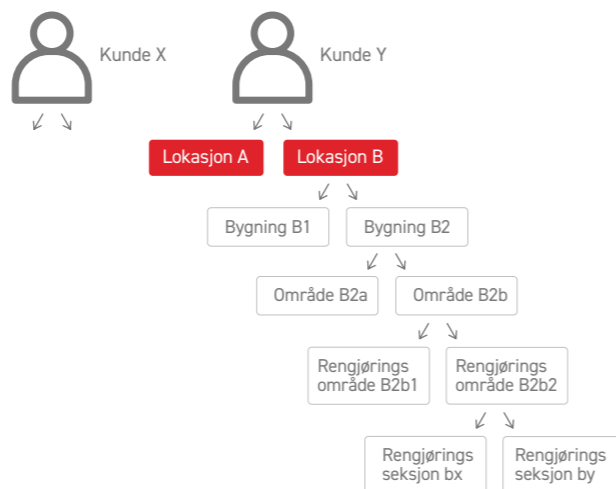 Kunde X
Kunde Y
Lokasjon A
Lokasjon B
Bygning B1
Bygning B2
Område B2a
Område B2b
Rengjørings
område B2b1
Rengjørings
område B2b2
Rengjørings
seksjon bx
Rengjørings
seksjon by